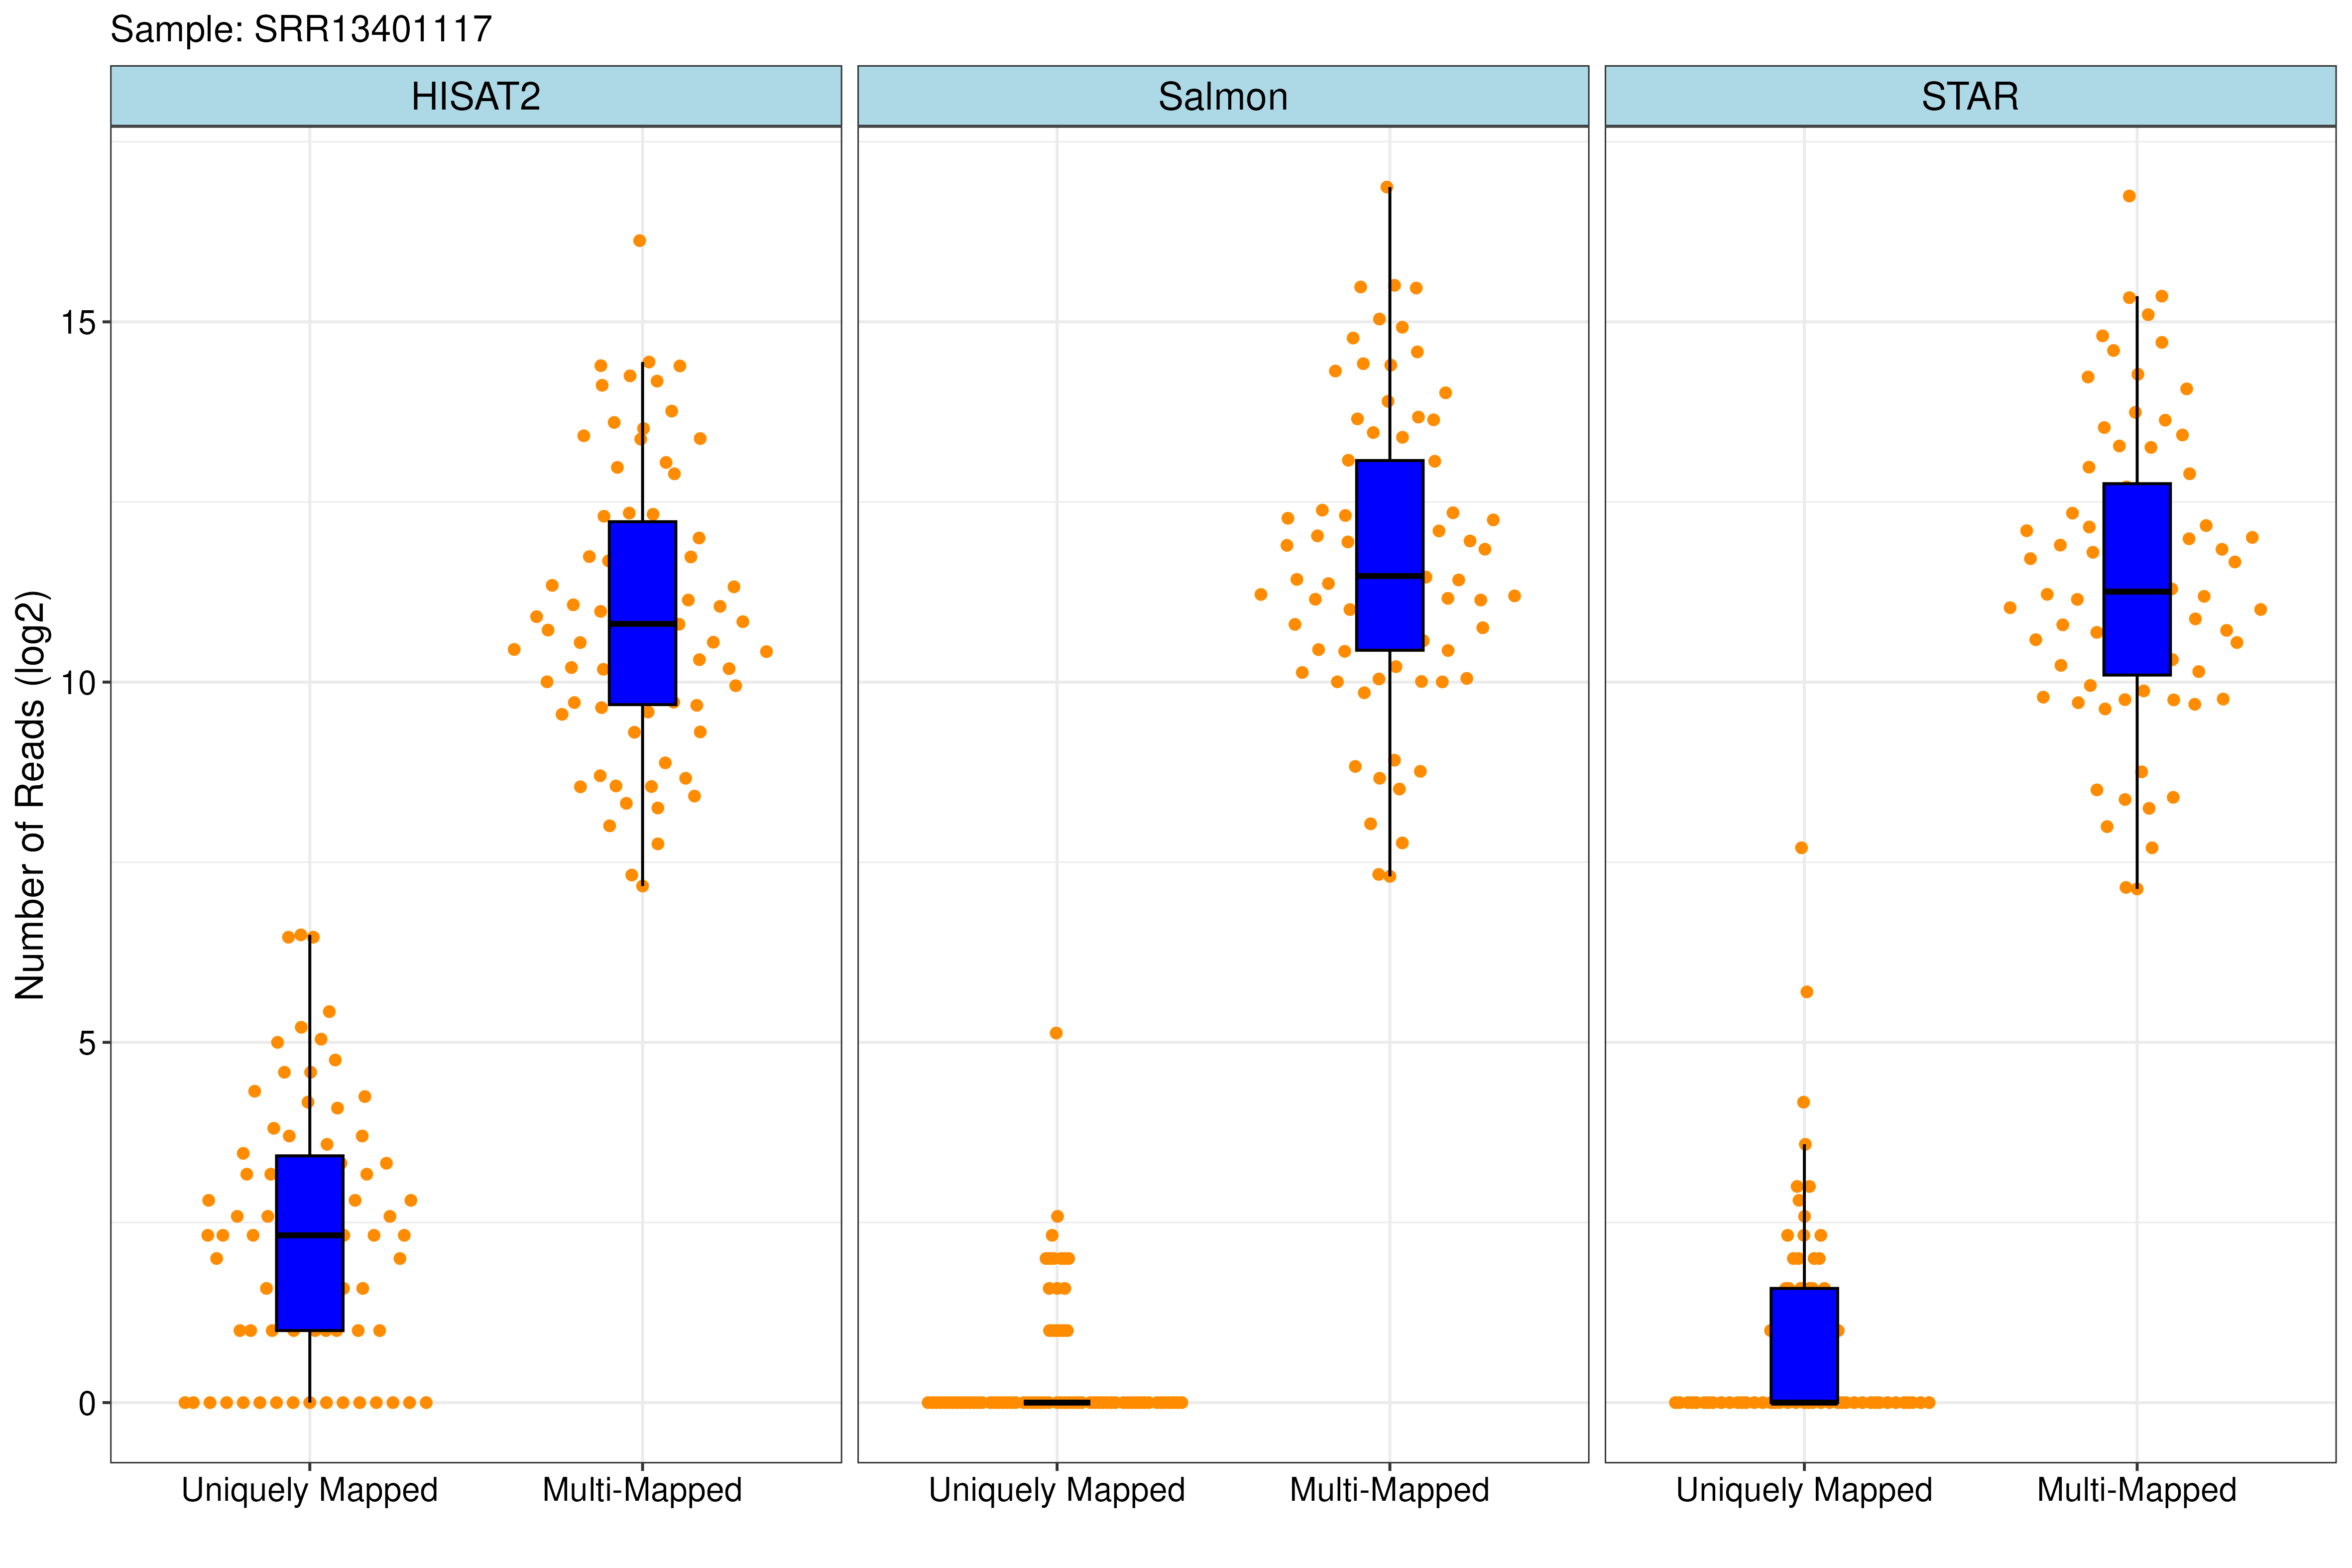 Sample: SRR13401117
HISAT2
Salmon
STAR
Number of Reads (log2)
15
10
5
0
Uniquely Mapped
Multi-Mapped
Uniquely Mapped
Multi-Mapped
Uniquely Mapped
Multi-Mapped